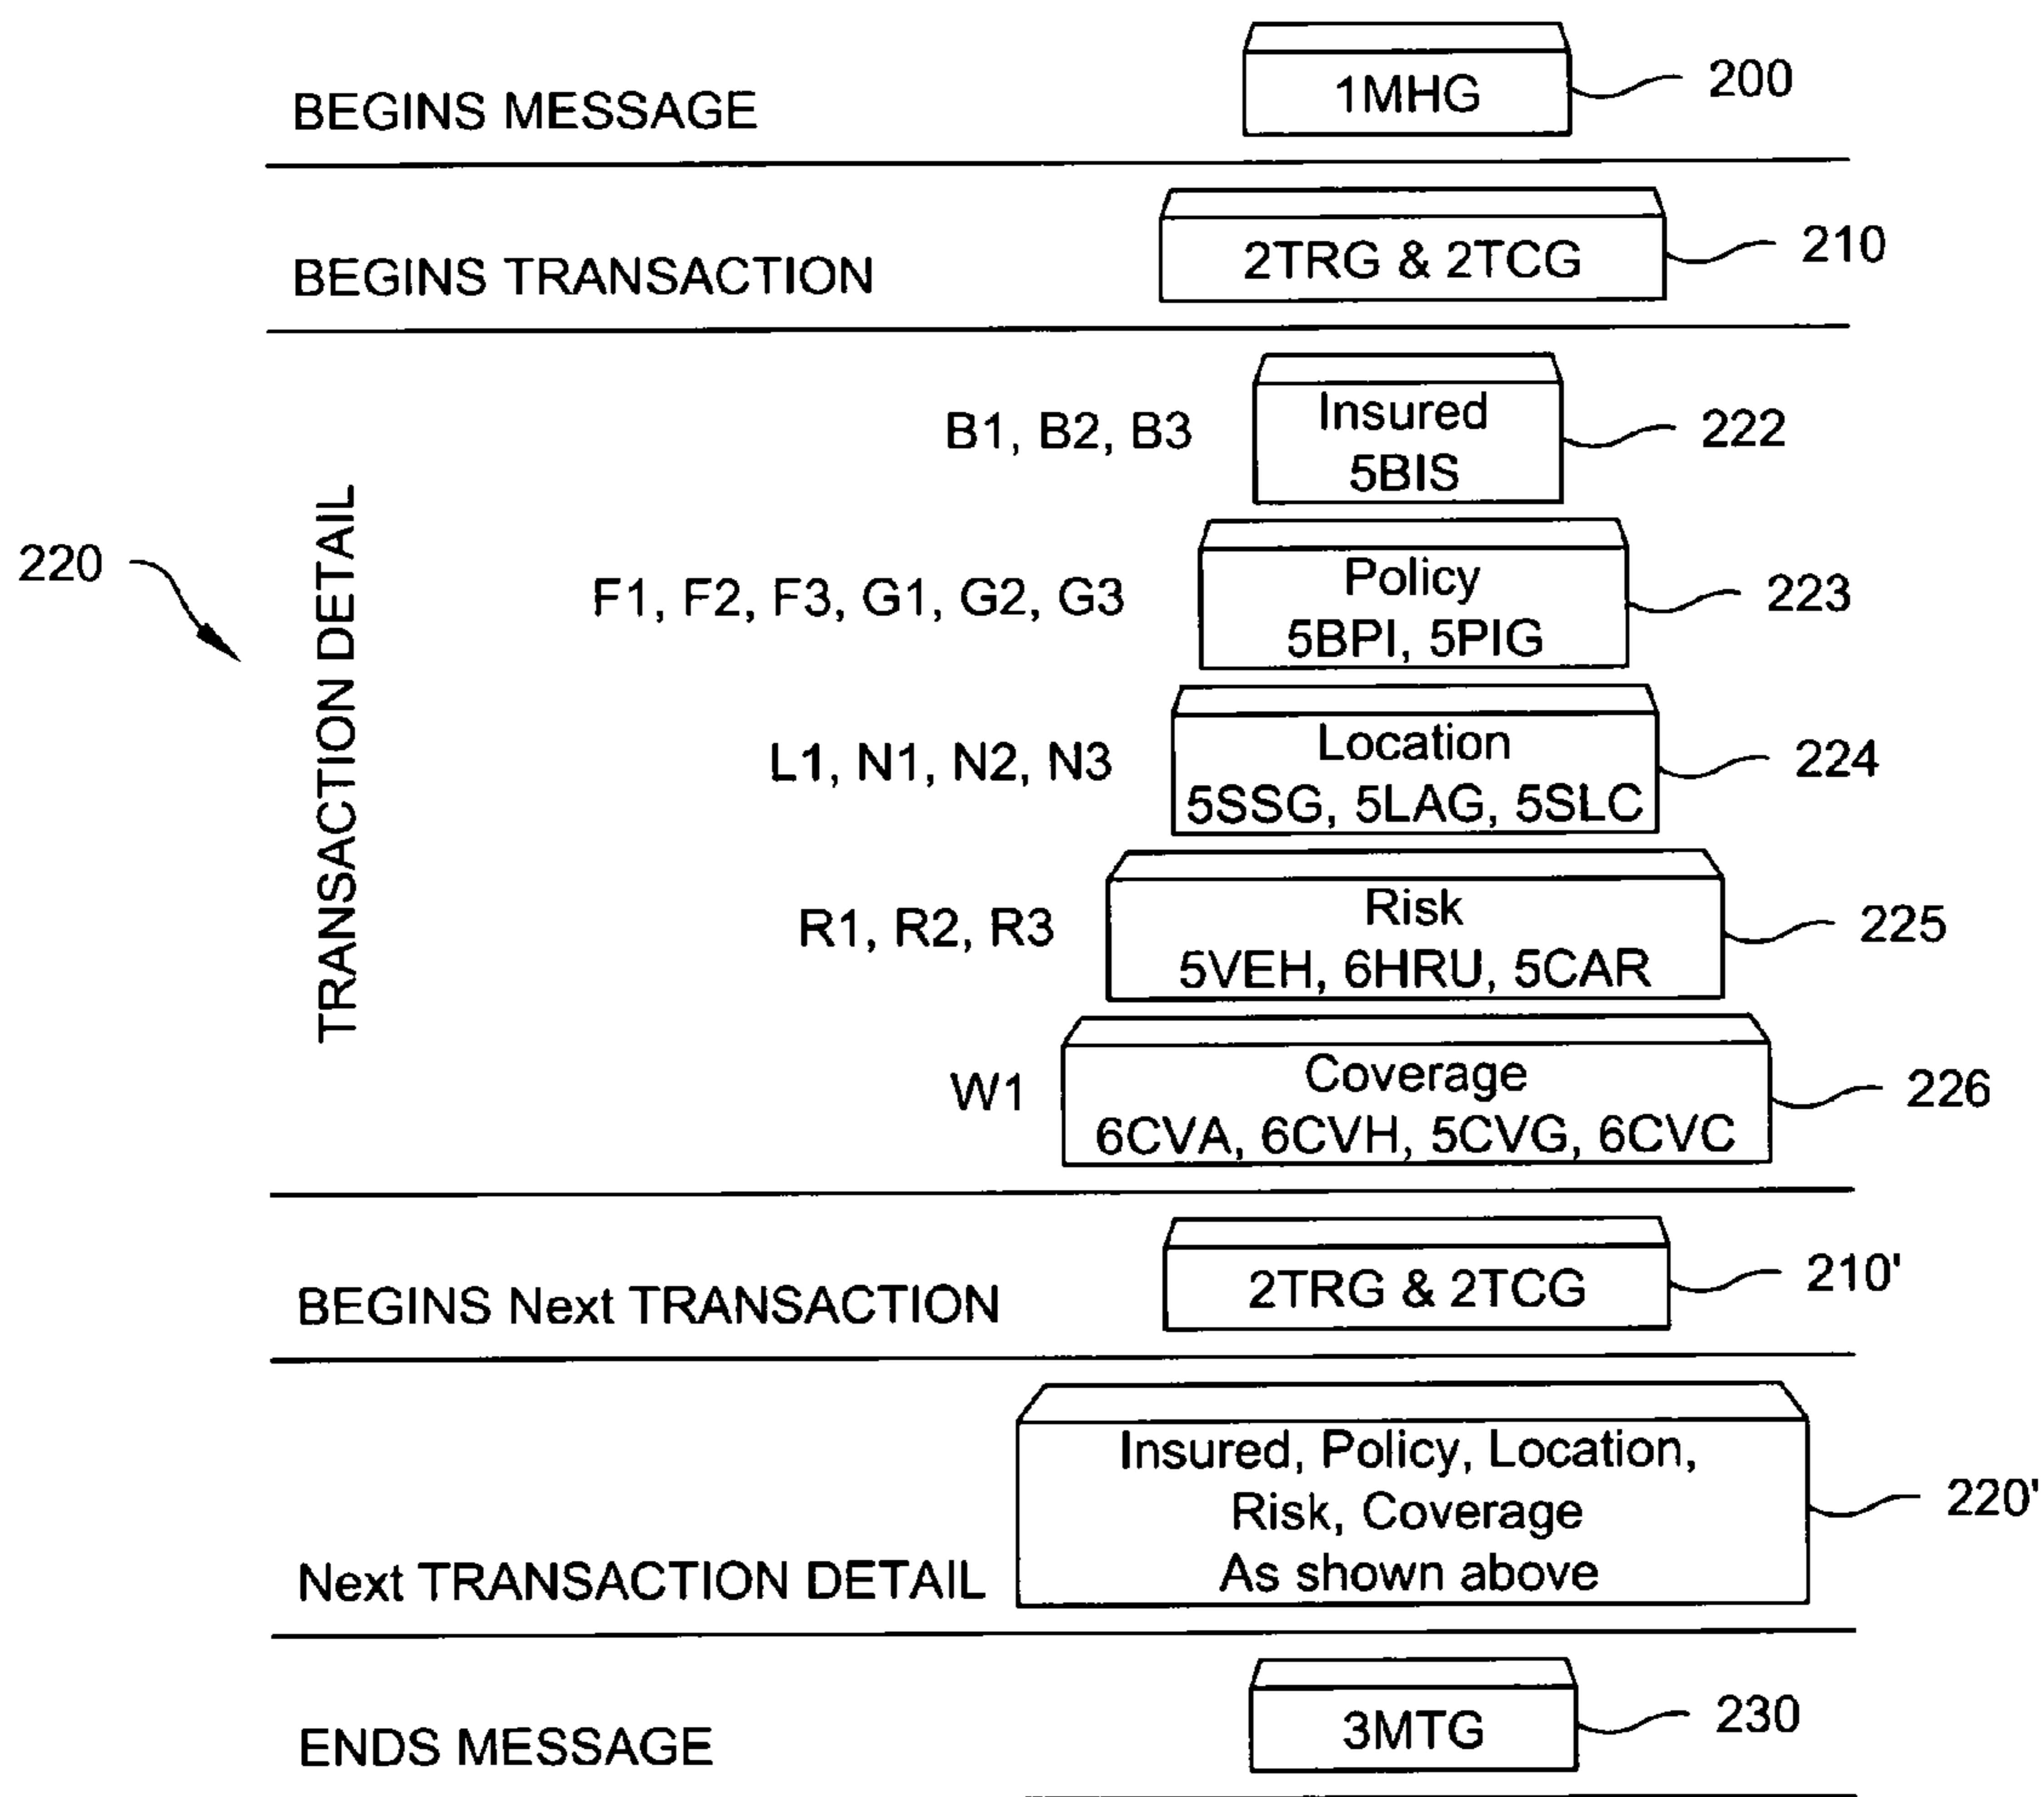 BEGINS MESSAGE
1MHG
200
BEGINS TRANSACTION
2TRG & 2TCG
210
220
TRANSACTION DETAIL
B1, B2, B3
Insured
5BIS
222
F1, F2, F3, G1, G2, G3
Policy
5BPI, 5PIG
223
L1, N1, N2, N3
Location
5SSG, 5LAG, 5SLC
224
R1, R2, R3
Risk
5VEH, 6HRU, 5CAR
225
W1
Coverage
6CVA, 6CVH, 5CVG, 6CVC
226
BEGINS Next TRANSACTION
2TRG & 2TCG
210'
Next TRANSACTION DETAIL
Insured, Policy, Location,
Risk, Coverage
As shown above
220'
ENDS MESSAGE
3MTG
230